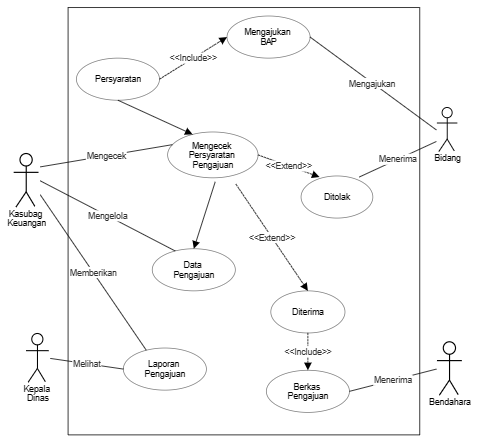 Mengajukan
BAP
<<Include>>
Persyaratan
Mengajukan
Mengecek
Persyaratan
Pengajuan
Mengecek
<<Extend>>
Menerima
Bidang
Ditolak
Kasubag
Keuangan
Mengelola
<<Extend>>
Data
Pengajuan
Memberikan
Diterima
<<Include>>
Melihat
Laporan
Pengajuan
Kepala
Dinas
Berkas
Pengajuan
Menerima
Bendahara